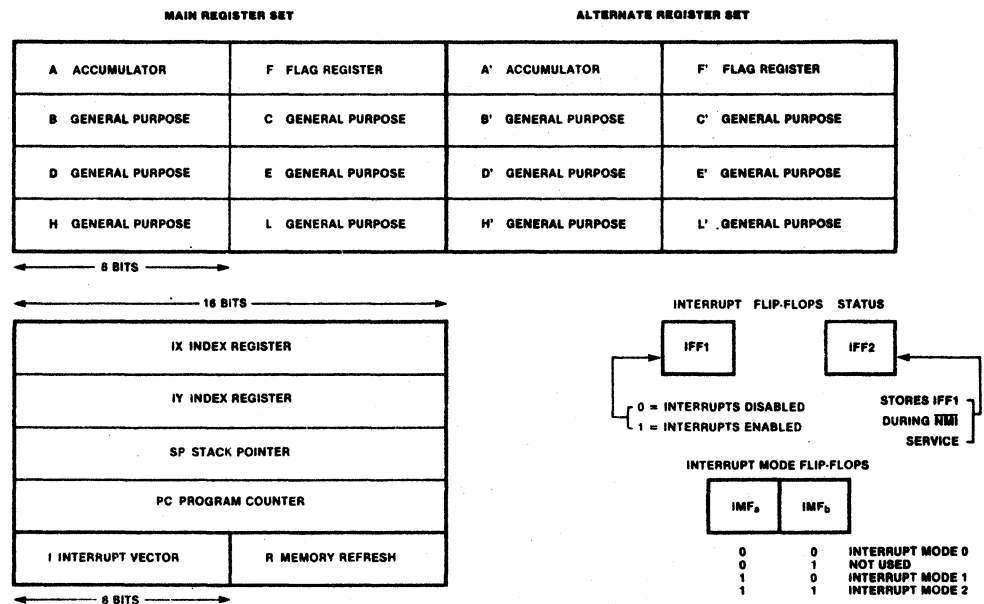 MAIN REGISTER SET
ALTERNATE REGISTER SET
A ACCUMULATOR
F FLAG REGISTER
A' ACCUMULATOR
F' FLAG REGISTER
B GENERAL PURPOSE
C GENERAL PURPOSE
B' GENERAL PURPOSE
C' GENERAL PURPOSE
D GENERAL PURPOSE
E GENERAL PURPOSE
D' GENERAL PURPOSE
E' GENERAL PURPOSE
H GENERAL PURPOSE
L GENERAL PURPOSE
H' GENERAL PURPOSE
L' GENERAL PURPOSE
8 BITS
16 BITS
IX INDEX REGISTER
IY INDEX REGISTER
SP STACK POINTER
PC PROGRAM COUNTER
I INTERRUPT VECTOR
R MEMORY REFRESH
8 BITS
INTERRUPT FLIP-FLOPS STATUS
IFF1
IFF2
0 = INTERRUPTS DISABLED
1 = INTERRUPTS ENABLED
STORES IFF1
DURING N̅M̅I̅
SERVICE
INTERRUPT MODE FLIP-FLOPS
IMFa
IMFb
0 0 INTERRUPT MODE 0
0 1 NOT USED
1 0 INTERRUPT MODE 1
1 1 INTERRUPT MODE 2